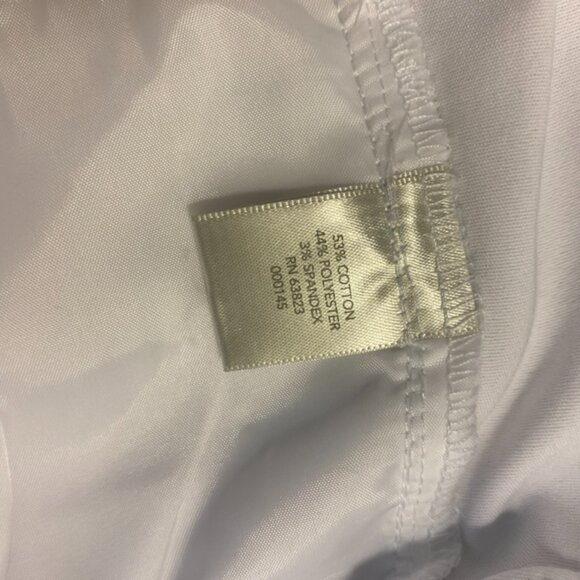 53% COTTON
44% POLYESTER
3% SPANDEX
RN 63823
000145